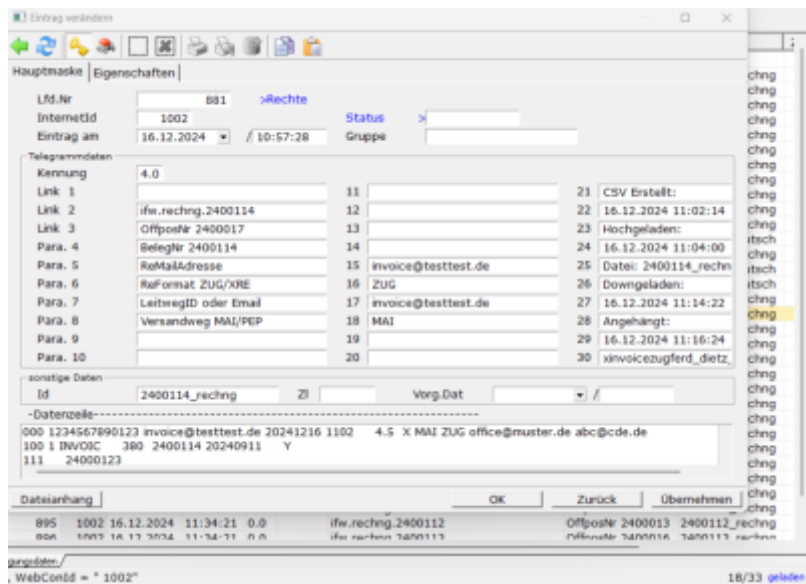 Eintrag verändern
Hauptmaske Eigenschaften
Lfd.Nr 881 >Rechte
InternetId 1002 Status >
Eintrag am 16.12.2024 / 10:57:28 Gruppe
Telegrammdaten
Kennung 4.0
Link 1 11 21 CSV Erstellt:
Link 2 ifw.rechng.2400114 12 22 16.12.2024 11:02:14
Link 3 OffposNr 2400017 13 23 Hochgeladen:
Para. 4 BelegNr 2400114 14 24 16.12.2024 11:04:00
Para. 5 ReMailAdresse 15 invoice@testtest.de 25 Datei: 2400114_rechn
Para. 6 ReFormat ZUG/XRE 16 ZUG 26 Downgeladen:
Para. 7 LeitwegID oder Email 17 invoice@testtest.de 27 16.12.2024 11:14:22
Para. 8 Versandweg MAI/PEP 18 MAI 28 Angehängt:
Para. 9 19 29 16.12.2024 11:16:24
Para. 10 20 30 xinvoicezugferd_dietz_
sonstige Daten
Id 2400114_rechng ZI Vorg.Dat /
-Datenzeile-
000 1234567890123 invoice@testtest.de 20241216 1102 4.5 X MAI ZUG office@muster.de abc@cde.de
100 1 INVOIC 380 2400114 20240911 Y
111 24000123
Dateianhang OK Zurück Übernehmen
895 1002 16.12.2024 11:34:21 0.0 ifw.rechng.2400112 OffposNr 2400013 2400112_rechng
, WebConId = " 1002" 18/33 geladen